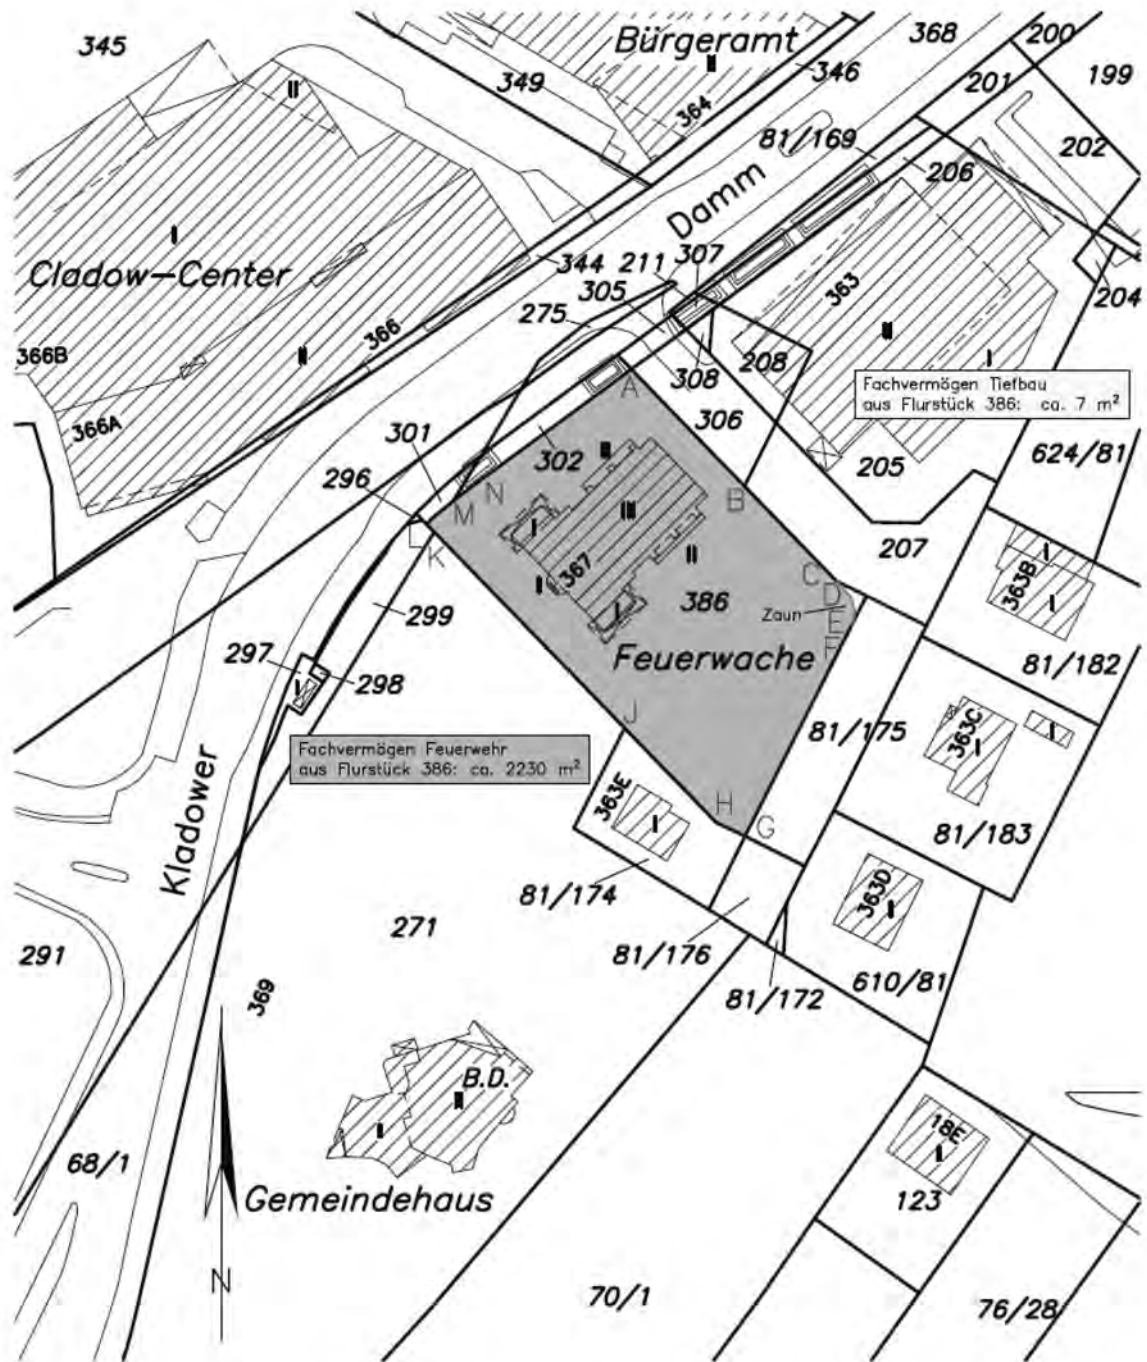 345
Bürgeramt
368
200
199
349
346
201
364
81/169
202
206
Damm
Cladow-Center
344
211
307
363
204
305
275
366
366B
208
308
Fachvermögen Tiefbau
aus Flurstück 386: ca. 7 m²
A
366A
301
302
306
205
624/81
296
N
M
B
K
367
207
363B
C
299
386
D
Zaun
E
F
297
Feuerwache
81/182
298
J
363C
81/175
Fachvermögen Feuerwehr
aus Flurstück 386: ca. 2230 m²
363E
H
G
81/183
Kladower
363D
81/174
271
291
81/176
610/81
81/172
369
B.D.
18E
68/1
Gemeindehaus
123
N
70/1
76/28